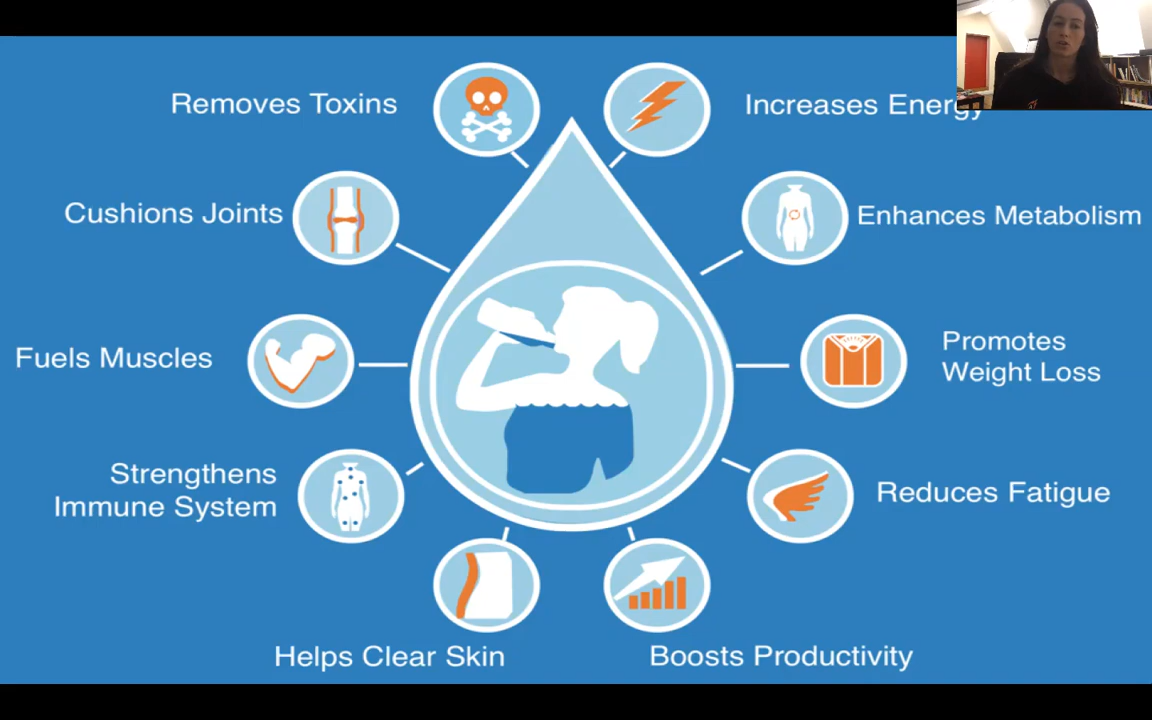 Removes Toxins
Increases Energy
Cushions Joints
Enhances Metabolism
Fuels Muscles
Promotes
Weight Loss
Strengthens
Immune System
Reduces Fatigue
Helps Clear Skin
Boosts Productivity